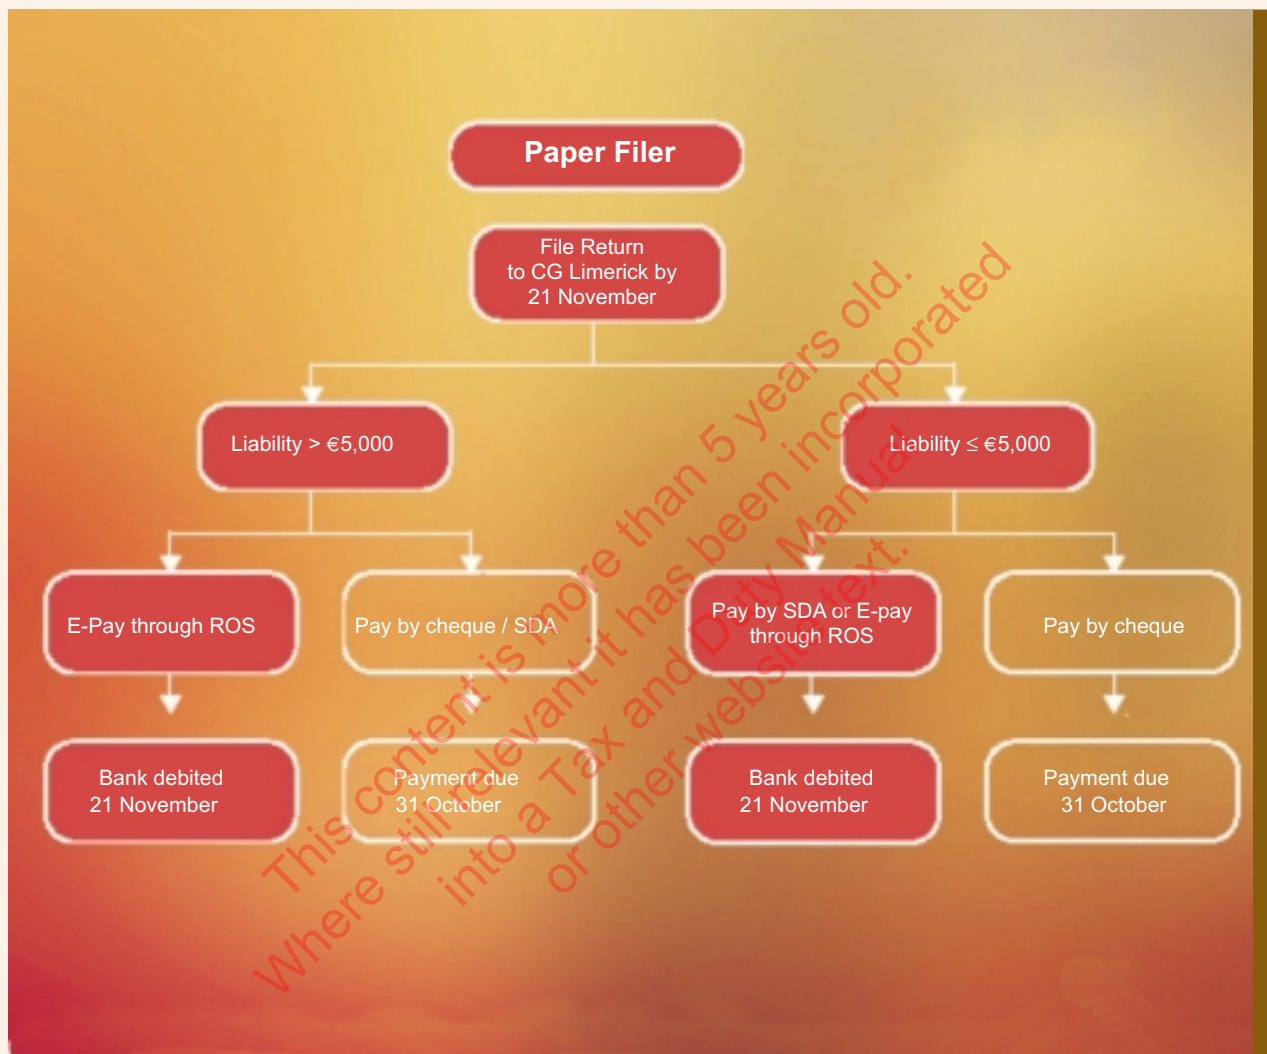 Paper Filer
File Return
to CG Limerick by
21 November
Liability > €5,000
Liability ≤ €5,000
E-Pay through ROS
Pay by cheque / SDA
Pay by SDA or E-pay
through ROS
Pay by cheque
Bank debited
21 November
Payment due
31 October
Bank debited
21 November
Payment due
31 October
This content is more than 5 years old.
Where still relevant it has been incorporated
into a Tax and Duty Manual
or other website text.